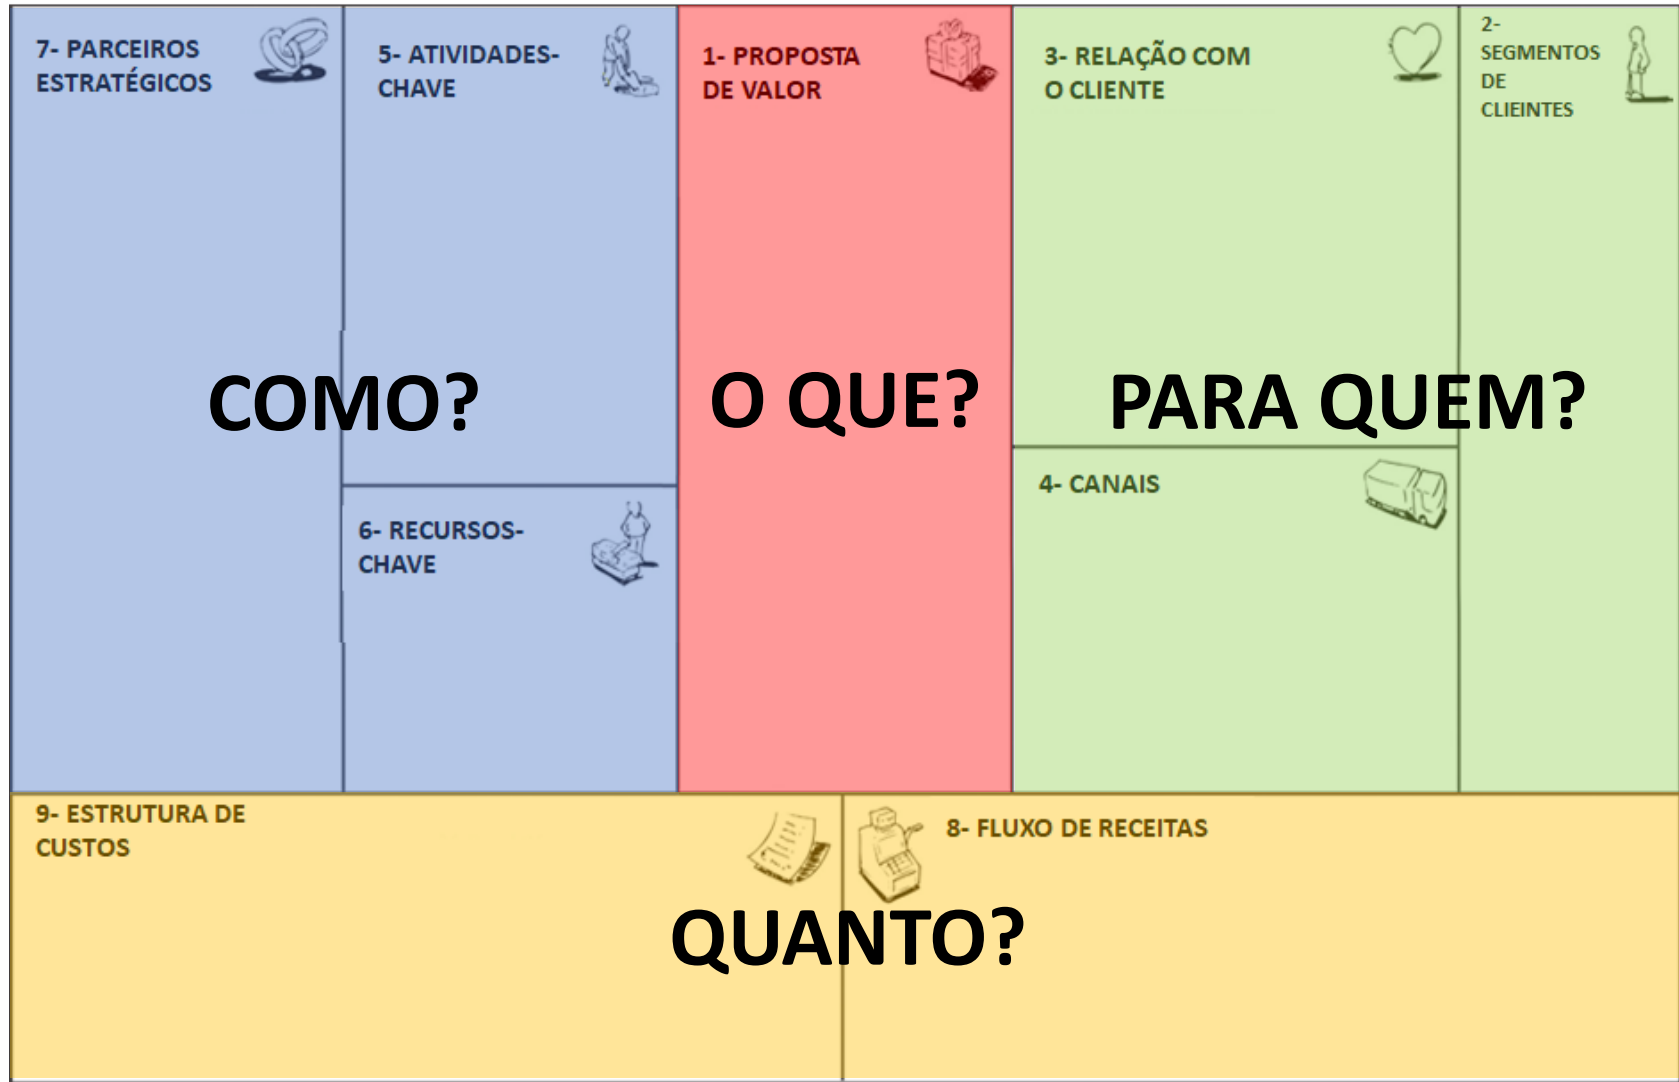 7- PARCEIROS
ESTRATÉGICOS
5- ATIVIDADES-
CHAVE
1- PROPOSTA
DE VALOR
3- RELAÇÃO COM
O CLIENTE
2-
SEGMENTOS
DE
CLIEINTES
COMO?
O QUE?
PARA QUEM?
6- RECURSOS-
CHAVE
4- CANAIS
9- ESTRUTURA DE
CUSTOS
8- FLUXO DE RECEITAS
QUANTO?